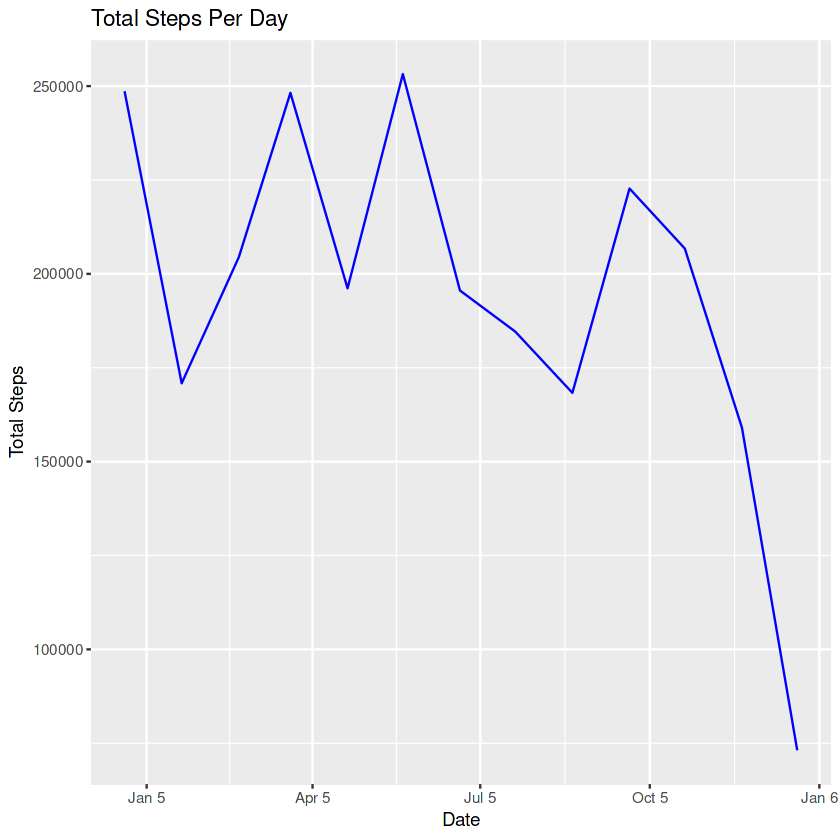 Total Steps Per Day
250000
200000
150000
100000
Total Steps
Jan 5
Apr 5
Jul 5
Oct 5
Jan 6
Date